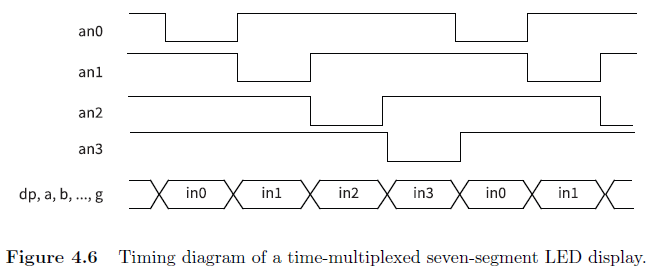 an0
an1
an2
an3
dp, a, b, ..., g in0 in1 in2 in3 in0 in1
Figure 4.6 Timing diagram of a time-multiplexed seven-segment LED display.